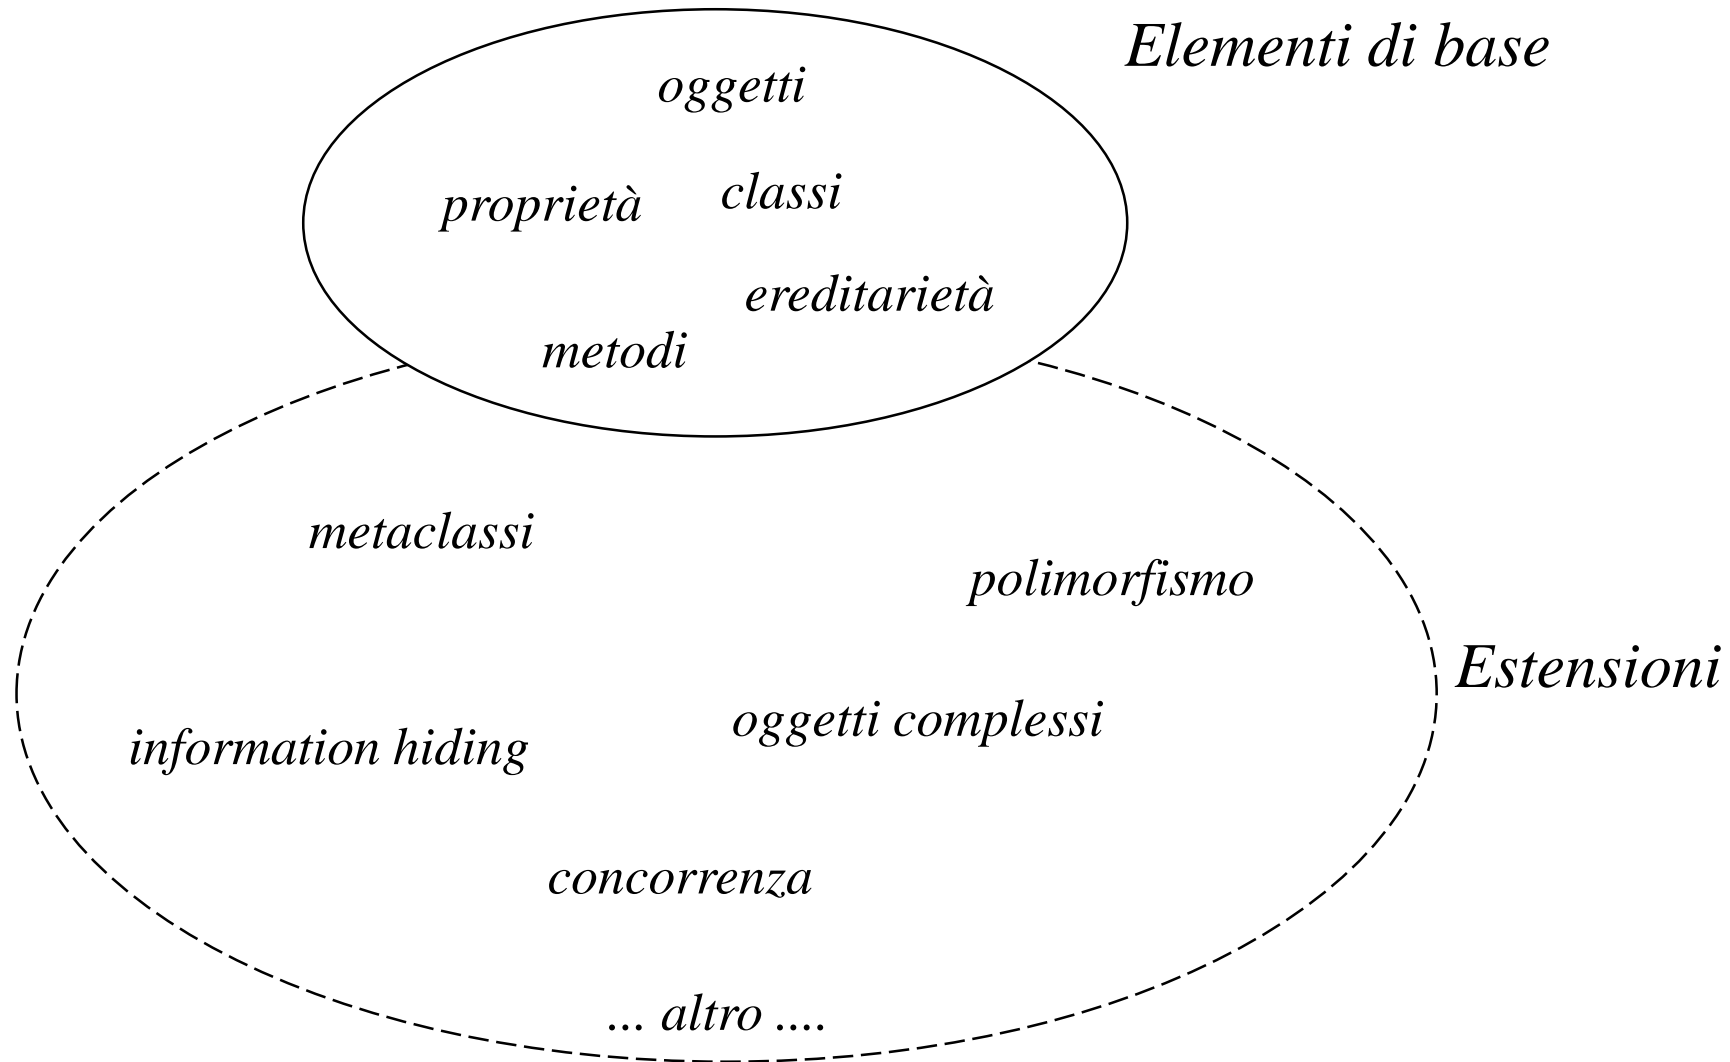 Elementi di base
oggetti
proprietà
classi
ereditarietà
metodi
metaclassi
polimorfismo
Estensioni
oggetti complessi
information hiding
concorrenza
... altro ....